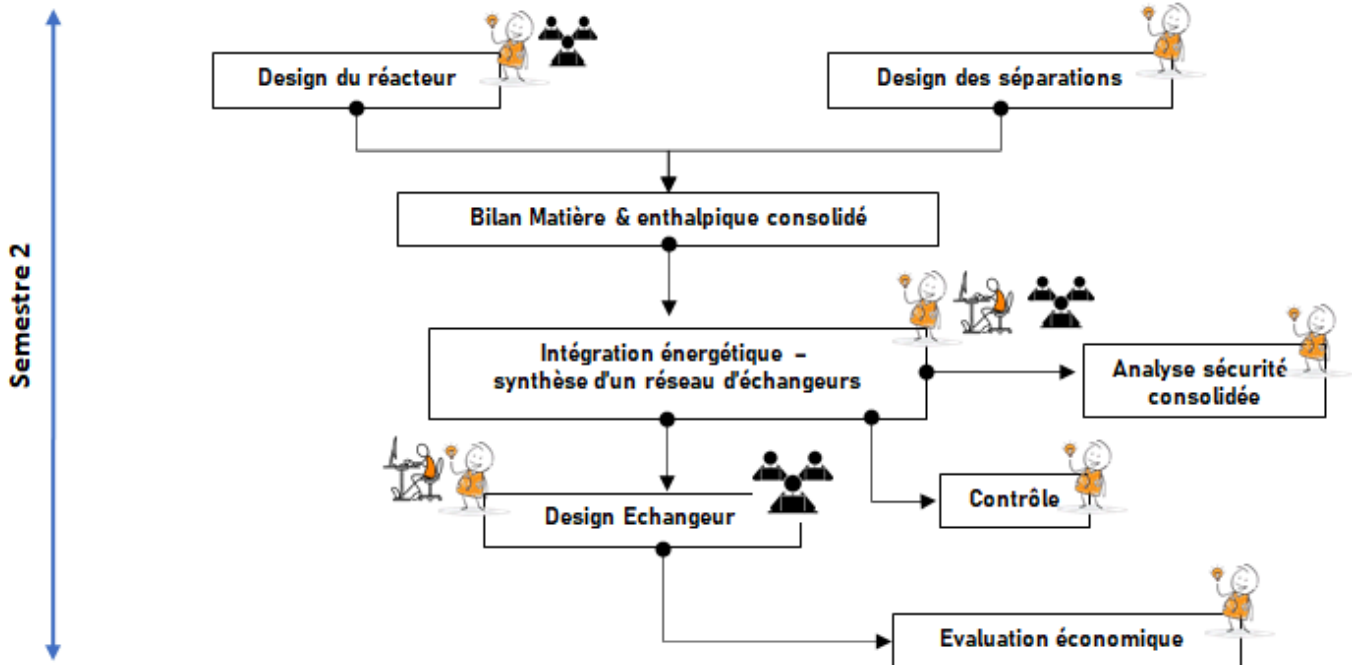 Semestre 2
Design du réacteur
Design des séparations
Bilan Matière & enthalpique consolidé
Intégration énergétique –
synthèse d'un réseau d'échangeurs
Analyse sécurité
consolidée
Design Echangeur
Contrôle
Evaluation économique